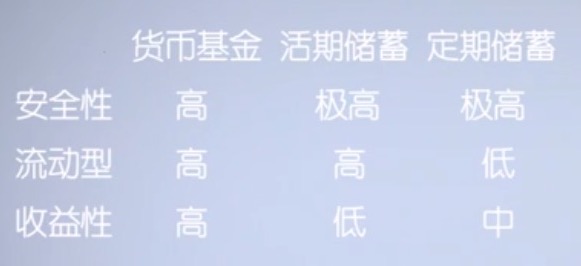 货币基金 活期储蓄 定期储蓄
安全性 高 极高 极高
流动型 高 高 低
收益性 高 低 中